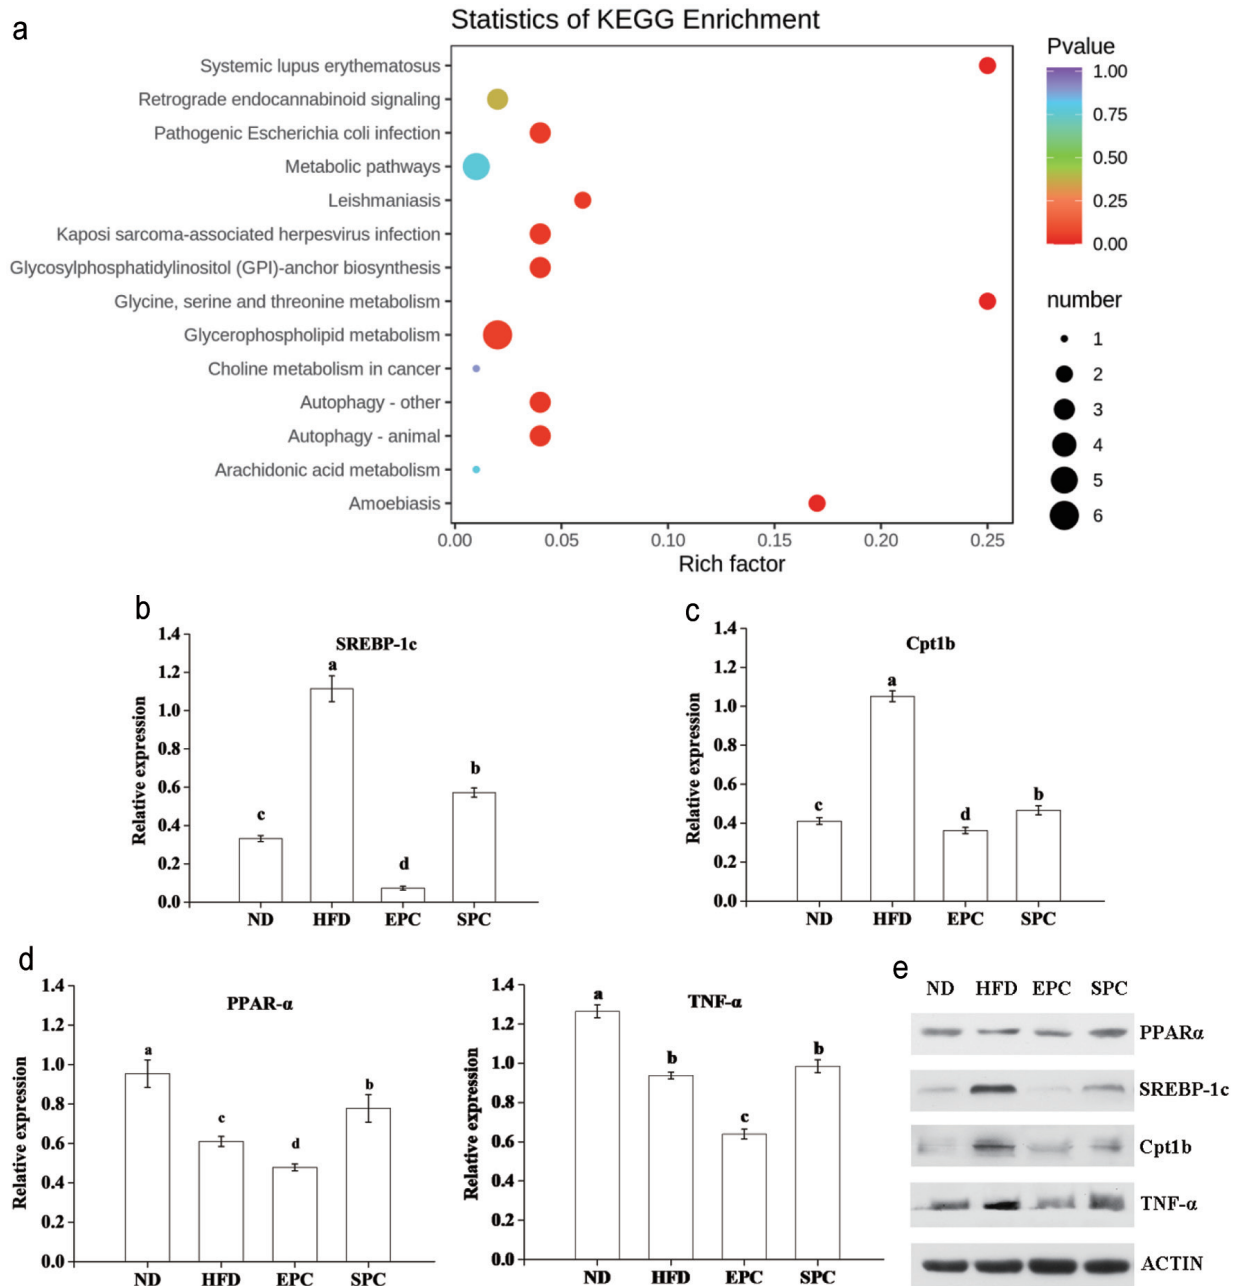 a
Statistics of KEGG Enrichment
Systemic lupus erythematosus
Retrograde endocannabinoid signaling
Pathogenic Escherichia coli infection
Metabolic pathways
Leishmaniasis
Kaposi sarcoma-associated herpesvirus infection
Glycosylphosphatidylinositol (GPI)-anchor biosynthesis
Glycine, serine and threonine metabolism
Glycerophospholipid metabolism
Choline metabolism in cancer
Autophagy - other
Autophagy - animal
Arachidonic acid metabolism
Amoebiasis
0.00 0.05 0.10 0.15 0.20 0.25
Rich factor
Pvalue
1.00
0.75
0.50
0.25
0.00
number
1
2
3
4
5
6
b
SREBP-1c
Relative expression
1.4
1.2
1.0
0.8
0.6
0.4
0.2
0.0
c
a
d
b
ND HFD EPC SPC
c
Cpt1b
Relative expression
1.4
1.2
1.0
0.8
0.6
0.4
0.2
0.0
c
a
d
b
ND HFD EPC SPC
d
PPAR-α
Relative expression
1.4
1.2
1.0
0.8
0.6
0.4
0.2
0.0
a
c
d
b
ND HFD EPC SPC
TNF-α
Relative expression
1.4
1.2
1.0
0.8
0.6
0.4
0.2
0.0
a
b
c
b
ND HFD EPC SPC
e
ND HFD EPC SPC
PPARα
SREBP-1c
Cpt1b
TNF-α
ACTIN